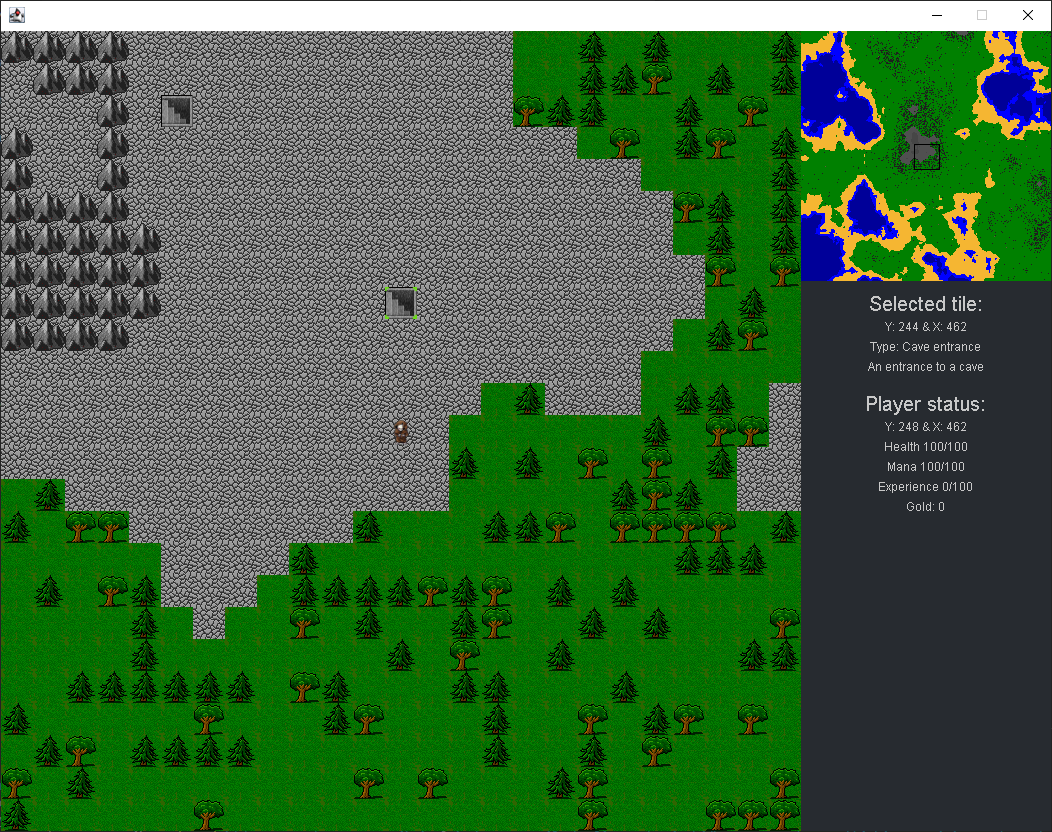 Selected tile:
Y: 244 & X: 462
Type: Cave entrance
An entrance to a cave
Player status:
Y: 248 & X: 462
Health 100/100
Mana 100/100
Experience 0/100
Gold: 0